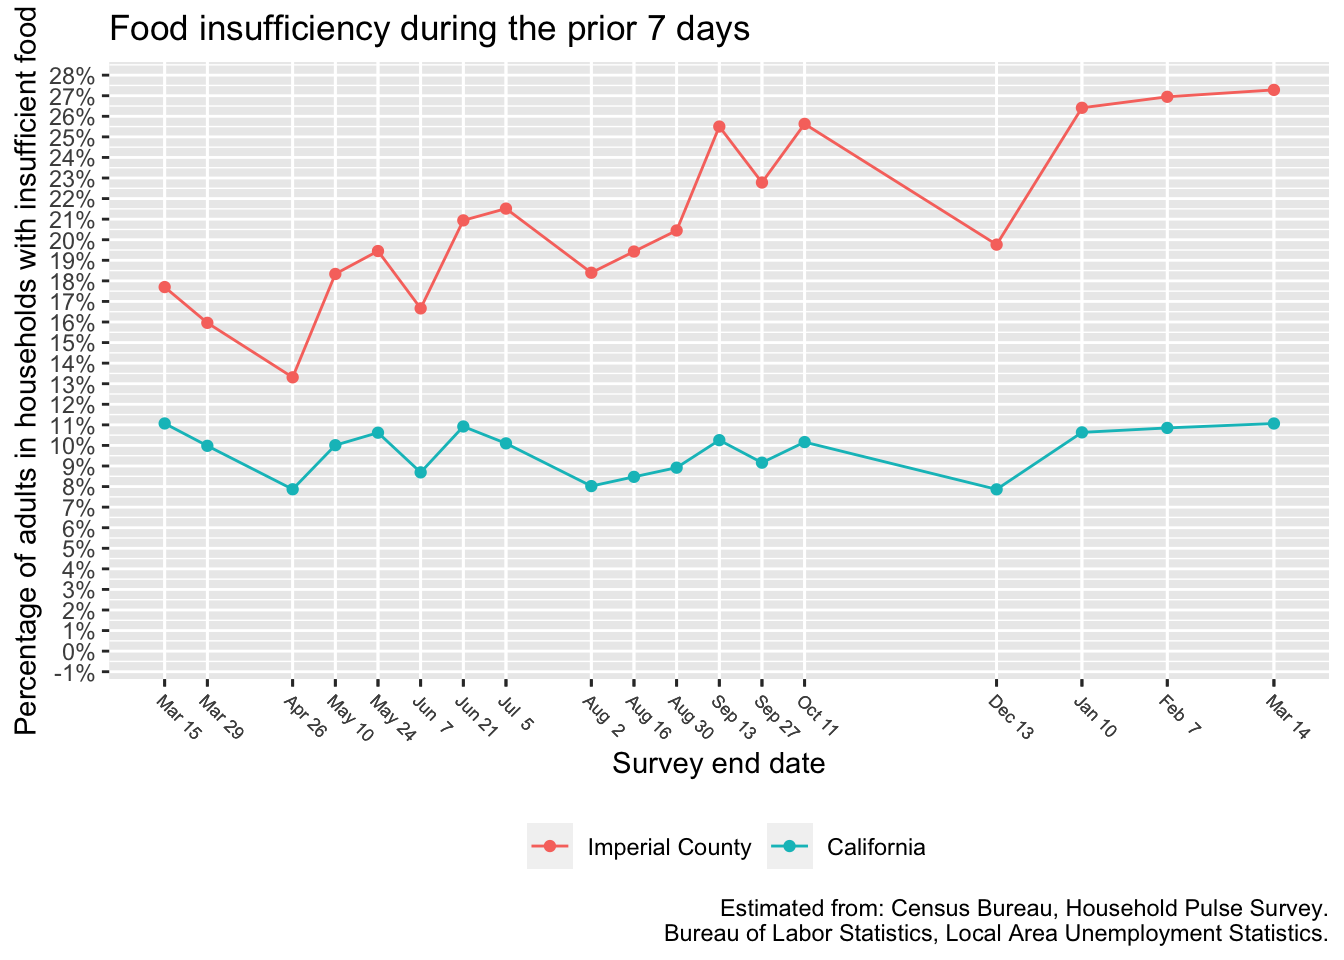 Food insufficiency during the prior 7 days
Percentage of adults in households with insufficient food
28%
27%
26%
25%
24%
23%
22%
21%
20%
19%
18%
17%
16%
15%
14%
13%
12%
11%
10%
9%
8%
7%
6%
5%
4%
3%
2%
1%
0%
-1%
Mar 15
Mar 29
Apr 26
May 10
May 24
Jun 7
Jun 21
Jul 5
Aug 2
Aug 16
Aug 30
Sep 13
Sep 27
Oct 11
Dec 13
Jan 10
Feb 7
Mar 14
Survey end date
Imperial County
California
Estimated from: Census Bureau, Household Pulse Survey.
Bureau of Labor Statistics, Local Area Unemployment Statistics.